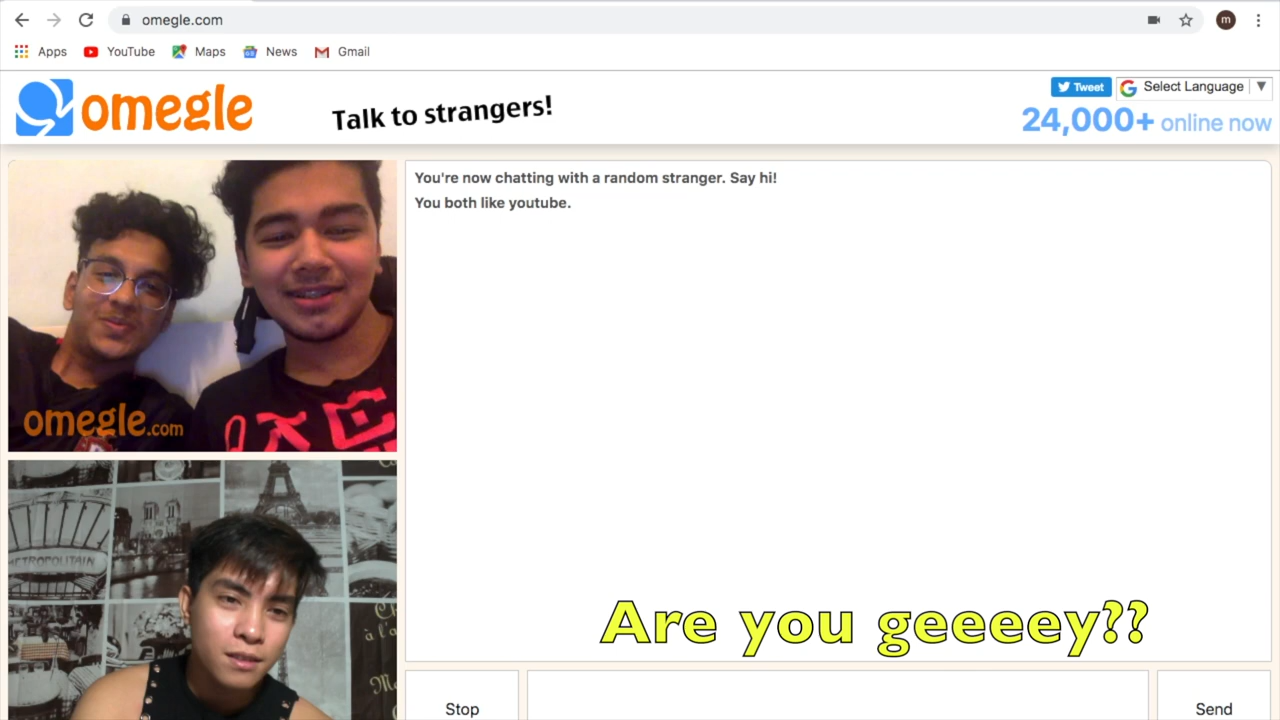 omegle.com
Apps
YouTube
Maps
News
Gmail
omegle
Talk to strangers!
Tweet
Select Language
24,000+ online now
m
You're now chatting with a random stranger. Say hi!
You both like youtube.
omegle.com
METROPOLITAIN
à l'a
Are you geeeey??
Stop
Send